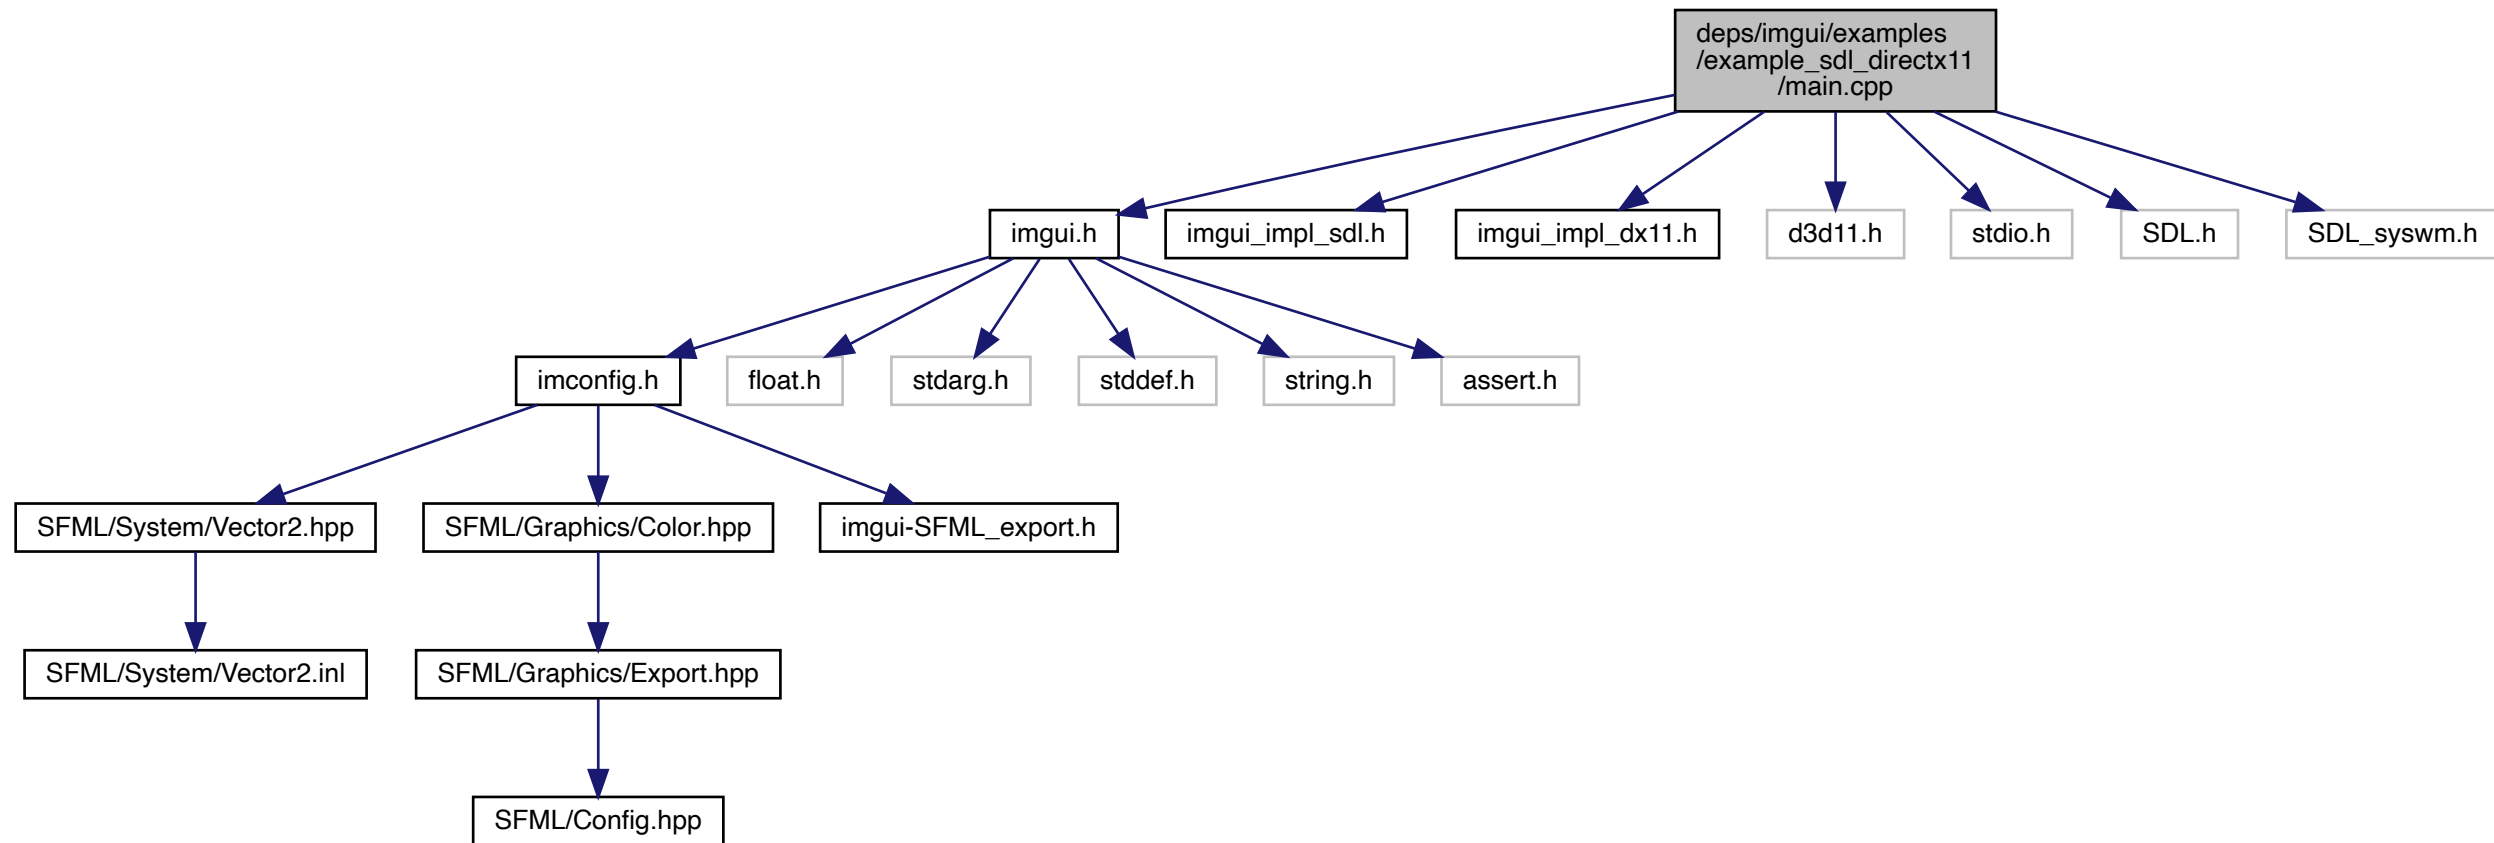 deps/imgui/examples
/example_sdl_directx11
/main.cpp
imgui.h
imgui_impl_sdl.h
imgui_impl_dx11.h
d3d11.h
stdio.h
SDL.h
SDL_syswm.h
imconfig.h
float.h
stdarg.h
stddef.h
string.h
assert.h
SFML/System/Vector2.hpp
SFML/Graphics/Color.hpp
imgui-SFML_export.h
SFML/System/Vector2.inl
SFML/Graphics/Export.hpp
SFML/Config.hpp